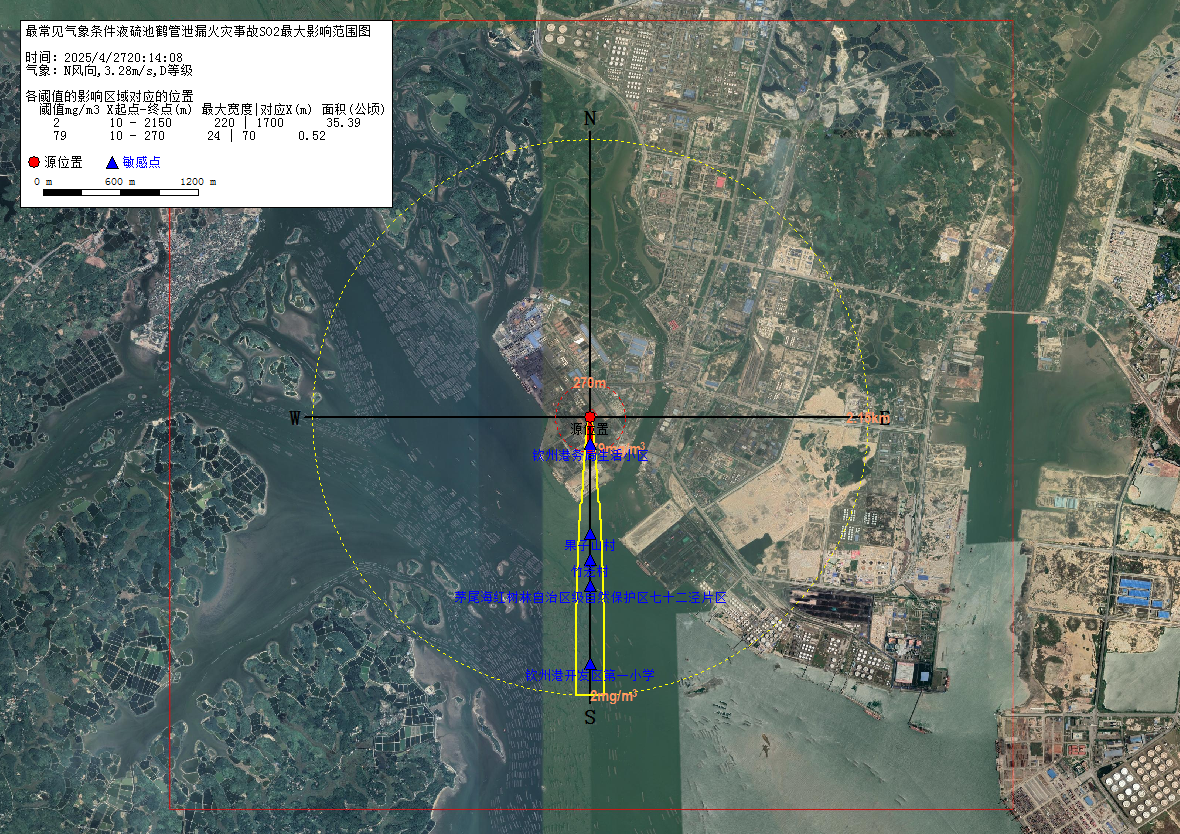 最常见气象条件液硫池鹤管泄漏火灾事故SO2最大影响范围图
时间：2025/4/2720:14:08
气象：N风向,3.28m/s,D等级
各阈值的影响区域对应的位置
阈值mg/m3 X起点-终点(m) 最大宽度|对应X(m) 面积(公顷)
2 10 - 2150 220 | 1700 35.39
79 10 - 270 24 | 70 0.52
源位置 敏感点
0 m 600 m 1200 m
N
270m
W
E
源位置
钦州港务局生活小区
果子山村
茅尾海红树林自治区级自然保护区七十二泾片区
钦州港开发区第一小学
2mg/m³
S